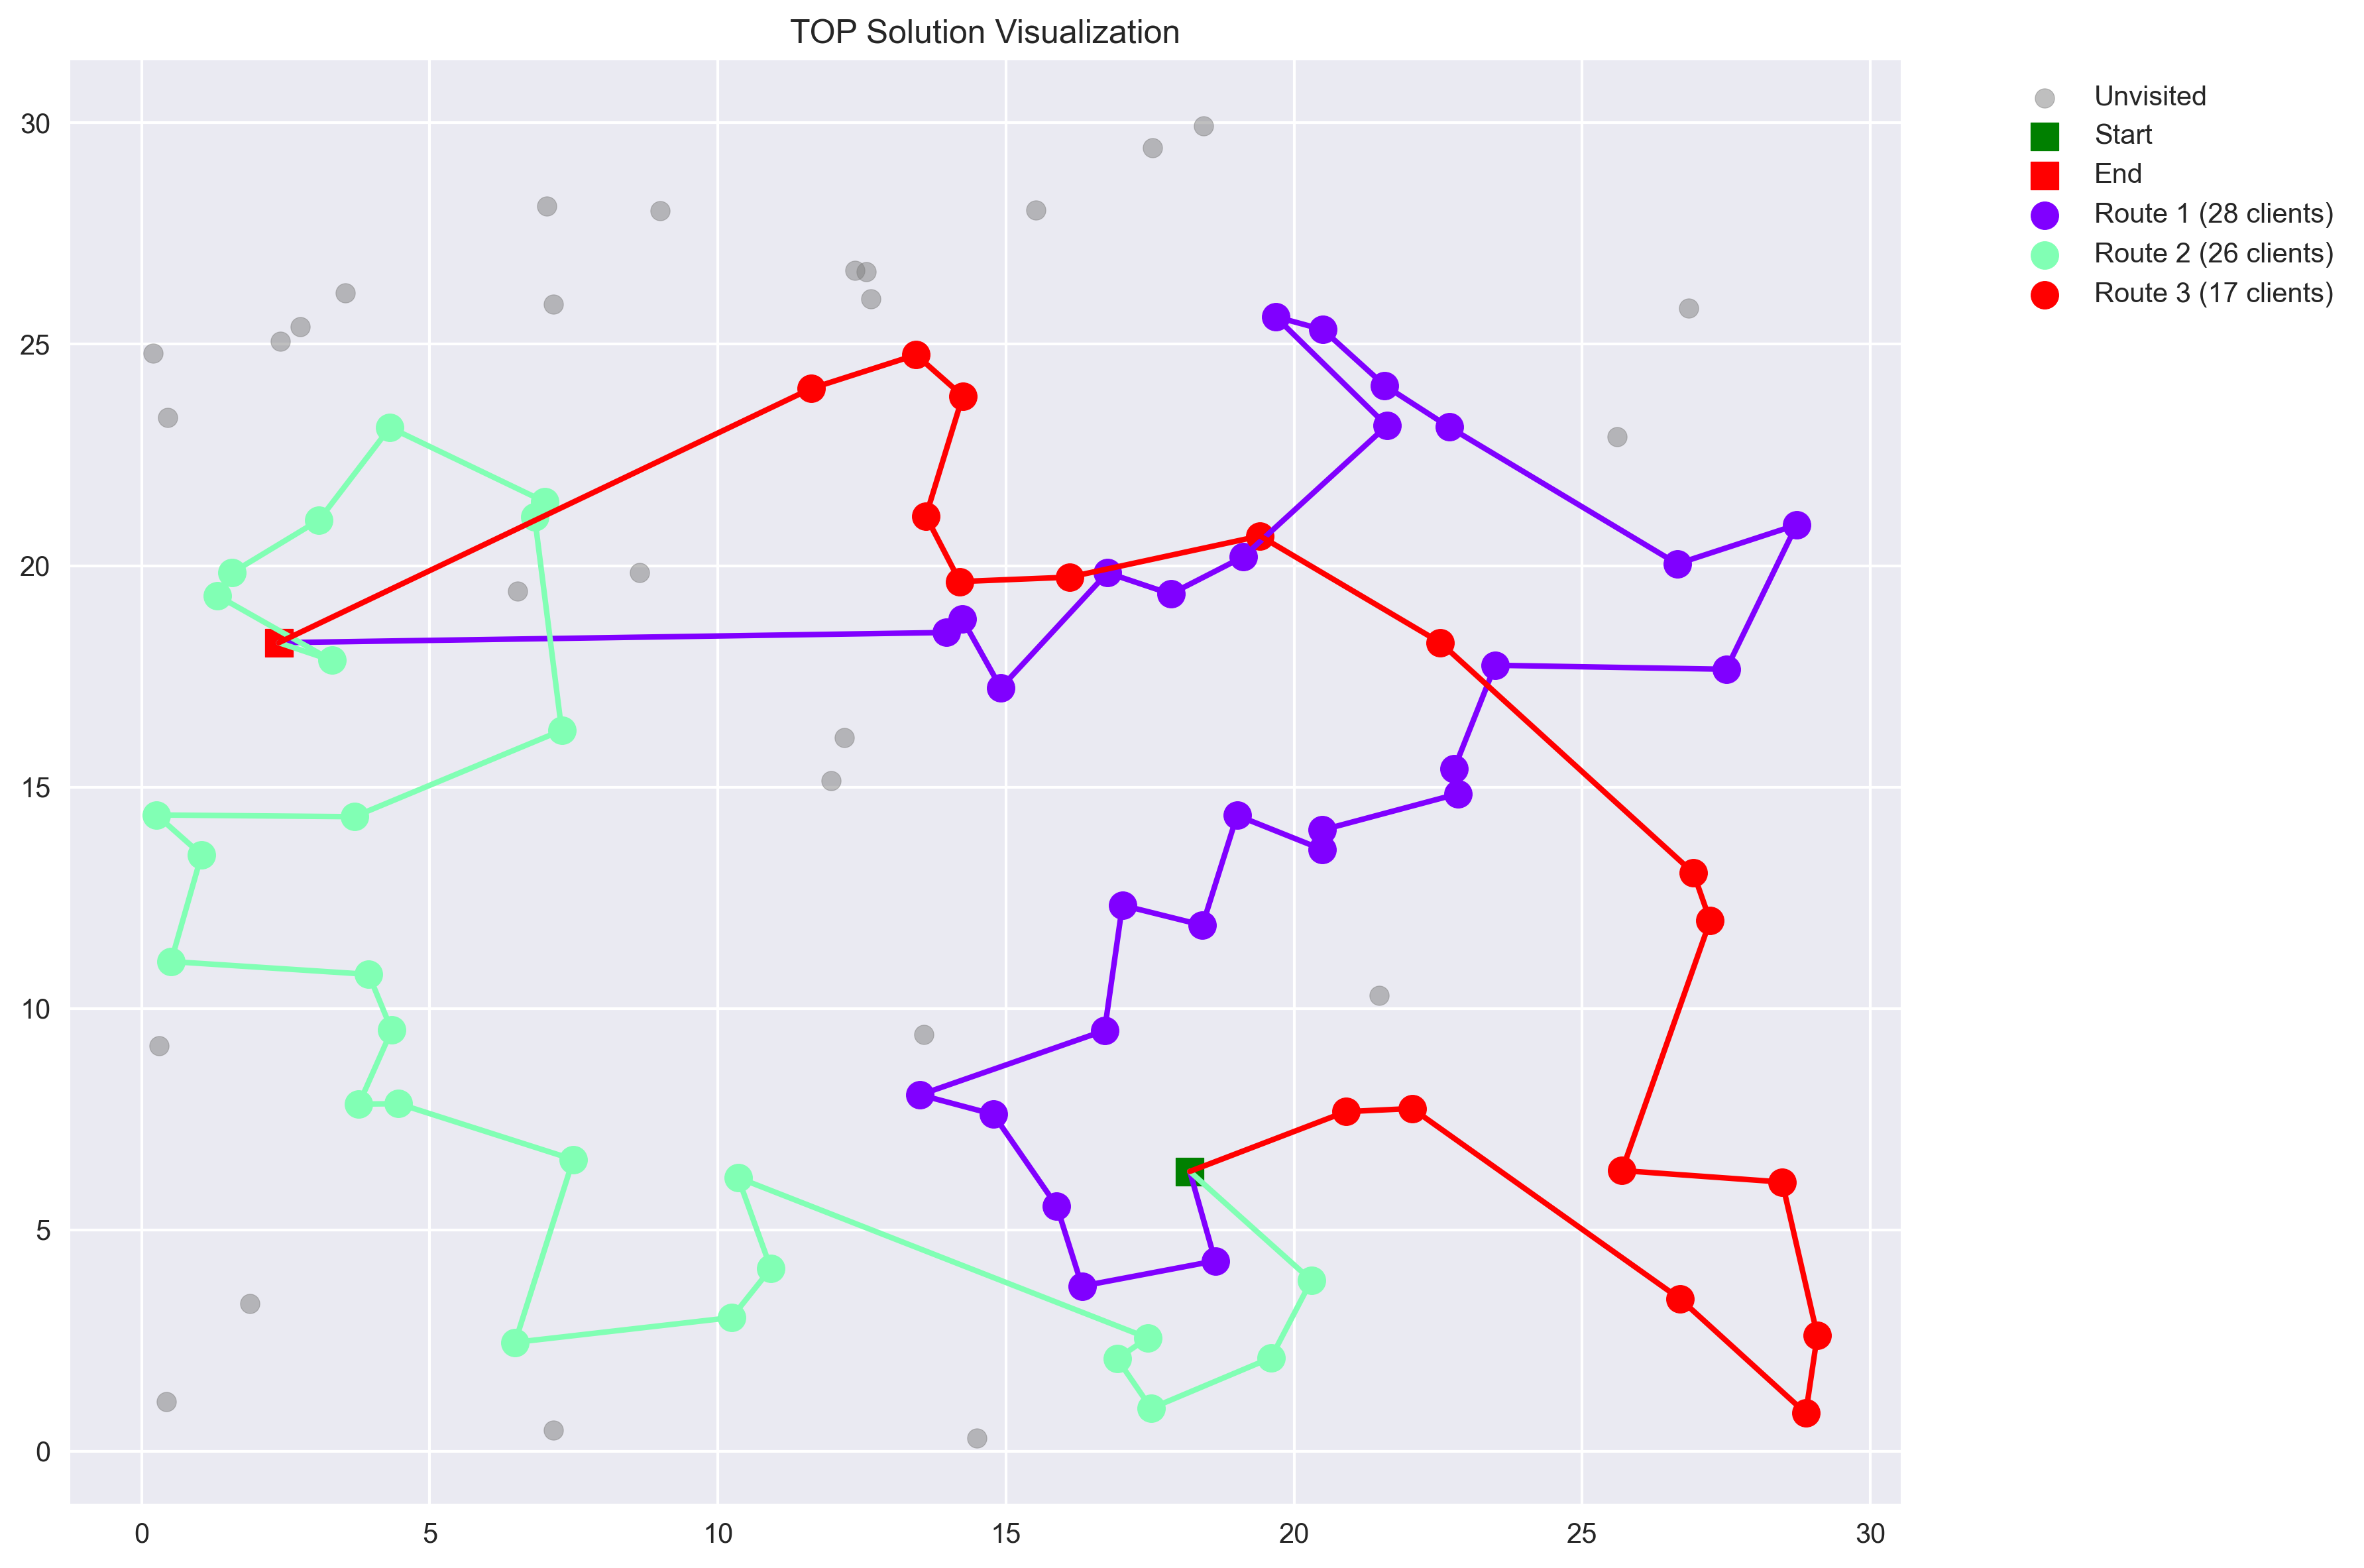 TOP Solution Visualization
30
25
20
15
10
5
0
0 5 10 15 20 25 30
Unvisited
Start
End
Route 1 (28 clients)
Route 2 (26 clients)
Route 3 (17 clients)